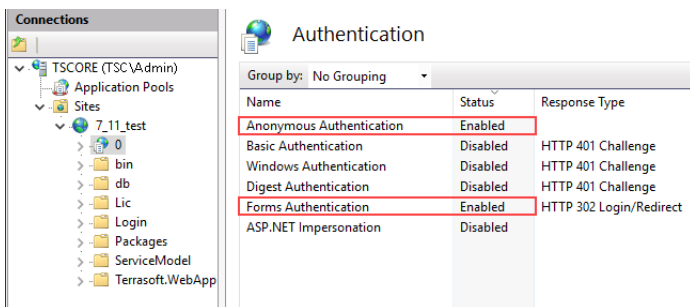 Connections
TSCORE (TSC\Admin)
Application Pools
Sites
7_11_test
0
bin
db
Lic
Login
Packages
ServiceModel
Terrasoft.WebApp
Authentication
Group by: No Grouping
Name Status Response Type
Anonymous Authentication Enabled
Basic Authentication Disabled HTTP 401 Challenge
Windows Authentication Disabled HTTP 401 Challenge
Digest Authentication Disabled HTTP 401 Challenge
Forms Authentication Enabled HTTP 302 Login/Redirect
ASP.NET Impersonation Disabled